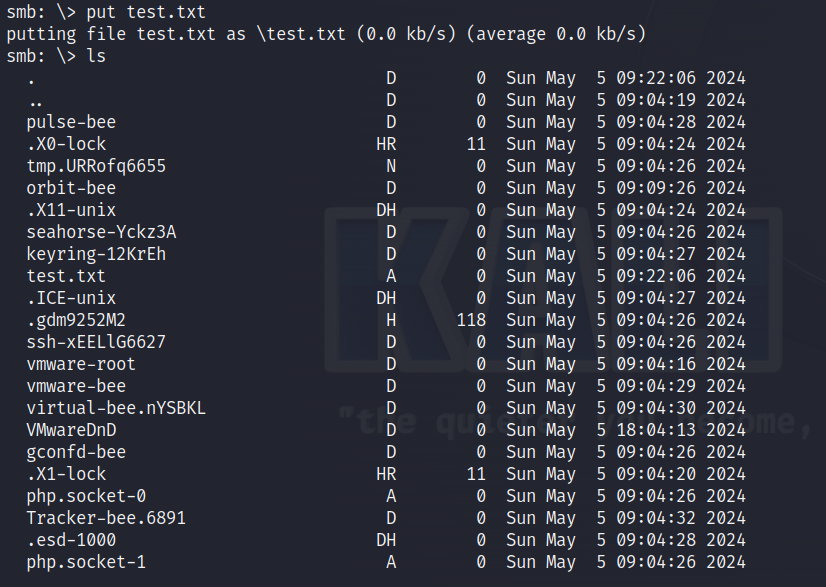 smb: \> put test.txt
putting file test.txt as \test.txt (0.0 kb/s) (average 0.0 kb/s)
smb: \> ls
  .                                   D        0  Sun May  5 09:22:06 2024
  ..                                  D        0  Sun May  5 09:04:19 2024
  pulse-bee                           D        0  Sun May  5 09:04:28 2024
  .X0-lock                           HR       11  Sun May  5 09:04:24 2024
  tmp.URRofq6655                      N        0  Sun May  5 09:04:26 2024
  orbit-bee                           D        0  Sun May  5 09:09:26 2024
  .X11-unix                          DH        0  Sun May  5 09:04:24 2024
  seahorse-Yckz3A                     D        0  Sun May  5 09:04:26 2024
  keyring-12KrEh                      D        0  Sun May  5 09:04:27 2024
  test.txt                            A        0  Sun May  5 09:22:06 2024
  .ICE-unix                          DH        0  Sun May  5 09:04:27 2024
  .gdm9252M2                          H      118  Sun May  5 09:04:26 2024
  ssh-xEELlG6627                      D        0  Sun May  5 09:04:26 2024
  vmware-root                         D        0  Sun May  5 09:04:16 2024
  vmware-bee                          D        0  Sun May  5 09:04:29 2024
  virtual-bee.nYSBKL                  D        0  Sun May  5 09:04:30 2024
  VMwareDnD                           D        0  Sun May  5 18:04:13 2024
  gconfd-bee                          D        0  Sun May  5 09:04:26 2024
  .X1-lock                           HR       11  Sun May  5 09:04:20 2024
  php.socket-0                        A        0  Sun May  5 09:04:26 2024
  Tracker-bee.6891                    D        0  Sun May  5 09:04:32 2024
  .esd-1000                          DH        0  Sun May  5 09:04:28 2024
  php.socket-1                        A        0  Sun May  5 09:04:26 2024
KALI
"the quieter you become,